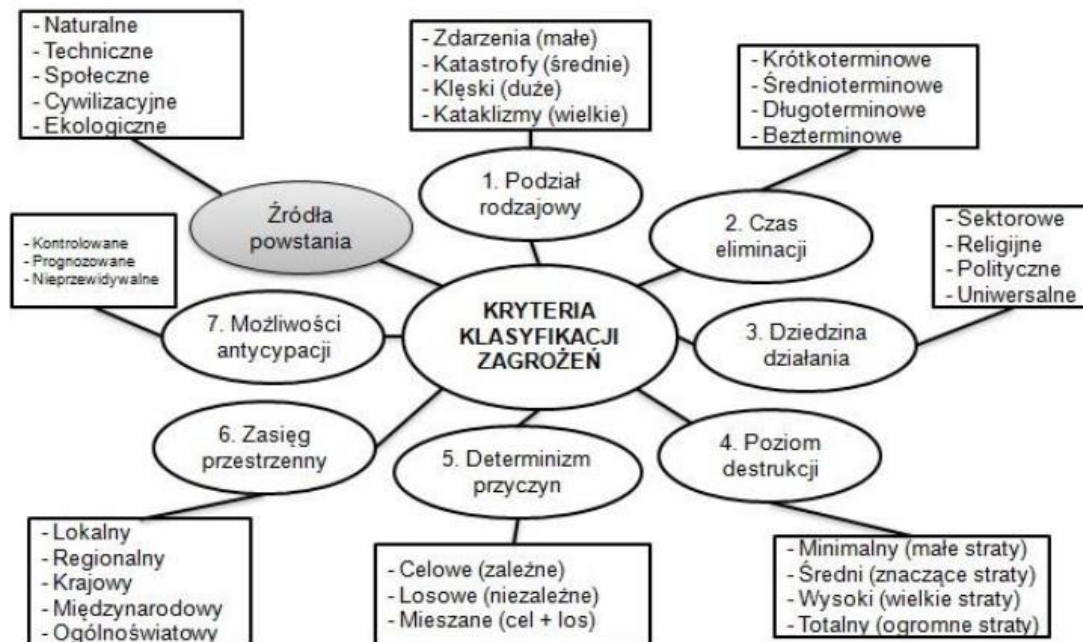 - Naturalne
- Techniczne
- Społeczne
- Cywilizacyjne
- Ekologiczne
- Zdarzenia (małe)
- Katastrofy (średnie)
- Klęski (duże)
- Kataklizmy (wielkie)
- Krótkoterminowe
- Średnioterminowe
- Długoterminowe
- Bezterminowe
Źródła
powstania
1. Podział
rodzajowy
2. Czas
eliminacji
- Kontrolowane
- Prognozowane
- Nieprzewidywalne
- Sektorowe
- Religijne
- Polityczne
- Uniwersalne
7. Możliwości
antycypacji
KRYTERIA
KLASYFIKACJI
ZAGROŻEŃ
3. Dziedzina
działania
6. Zasięg
przestrzenny
5. Determinizm
przyczyn
4. Poziom
destrukcji
- Lokalny
- Regionalny
- Krajowy
- Międzynarodowy
- Ogólnoświatowy
- Celowe (zależne)
- Losowe (niezależne)
- Mieszane (cel + los)
- Minimalny (małe straty)
- Średni (znaczące straty)
- Wysoki (wielkie straty)
- Totalny (ogromne straty)